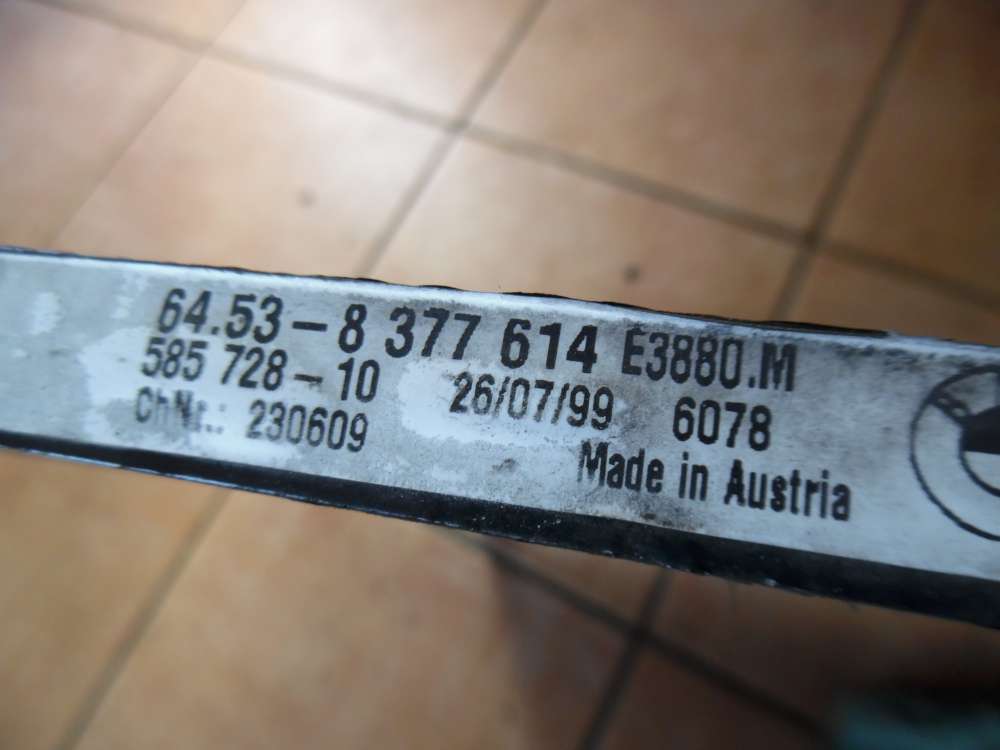 64.53-8 377 614 E3880.M
585 728-10 26/07/99 6078
ChNr.: 230609 Made in Austria